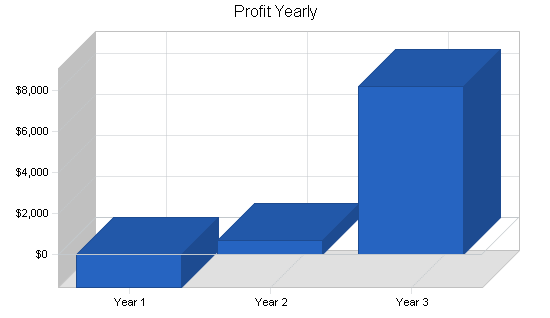 Profit Yearly
$8,000
$6,000
$4,000
$2,000
$0
Year 1
Year 2
Year 3